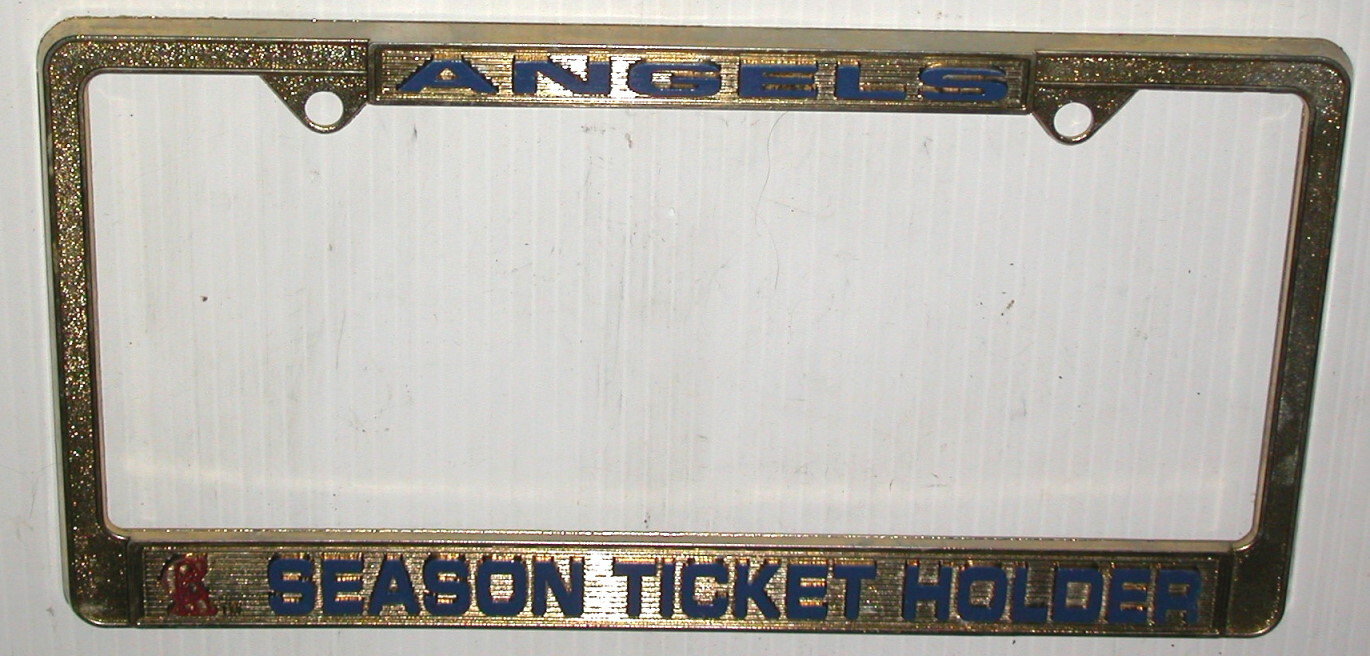 ANGELS
SEASON TICKET HOLDER